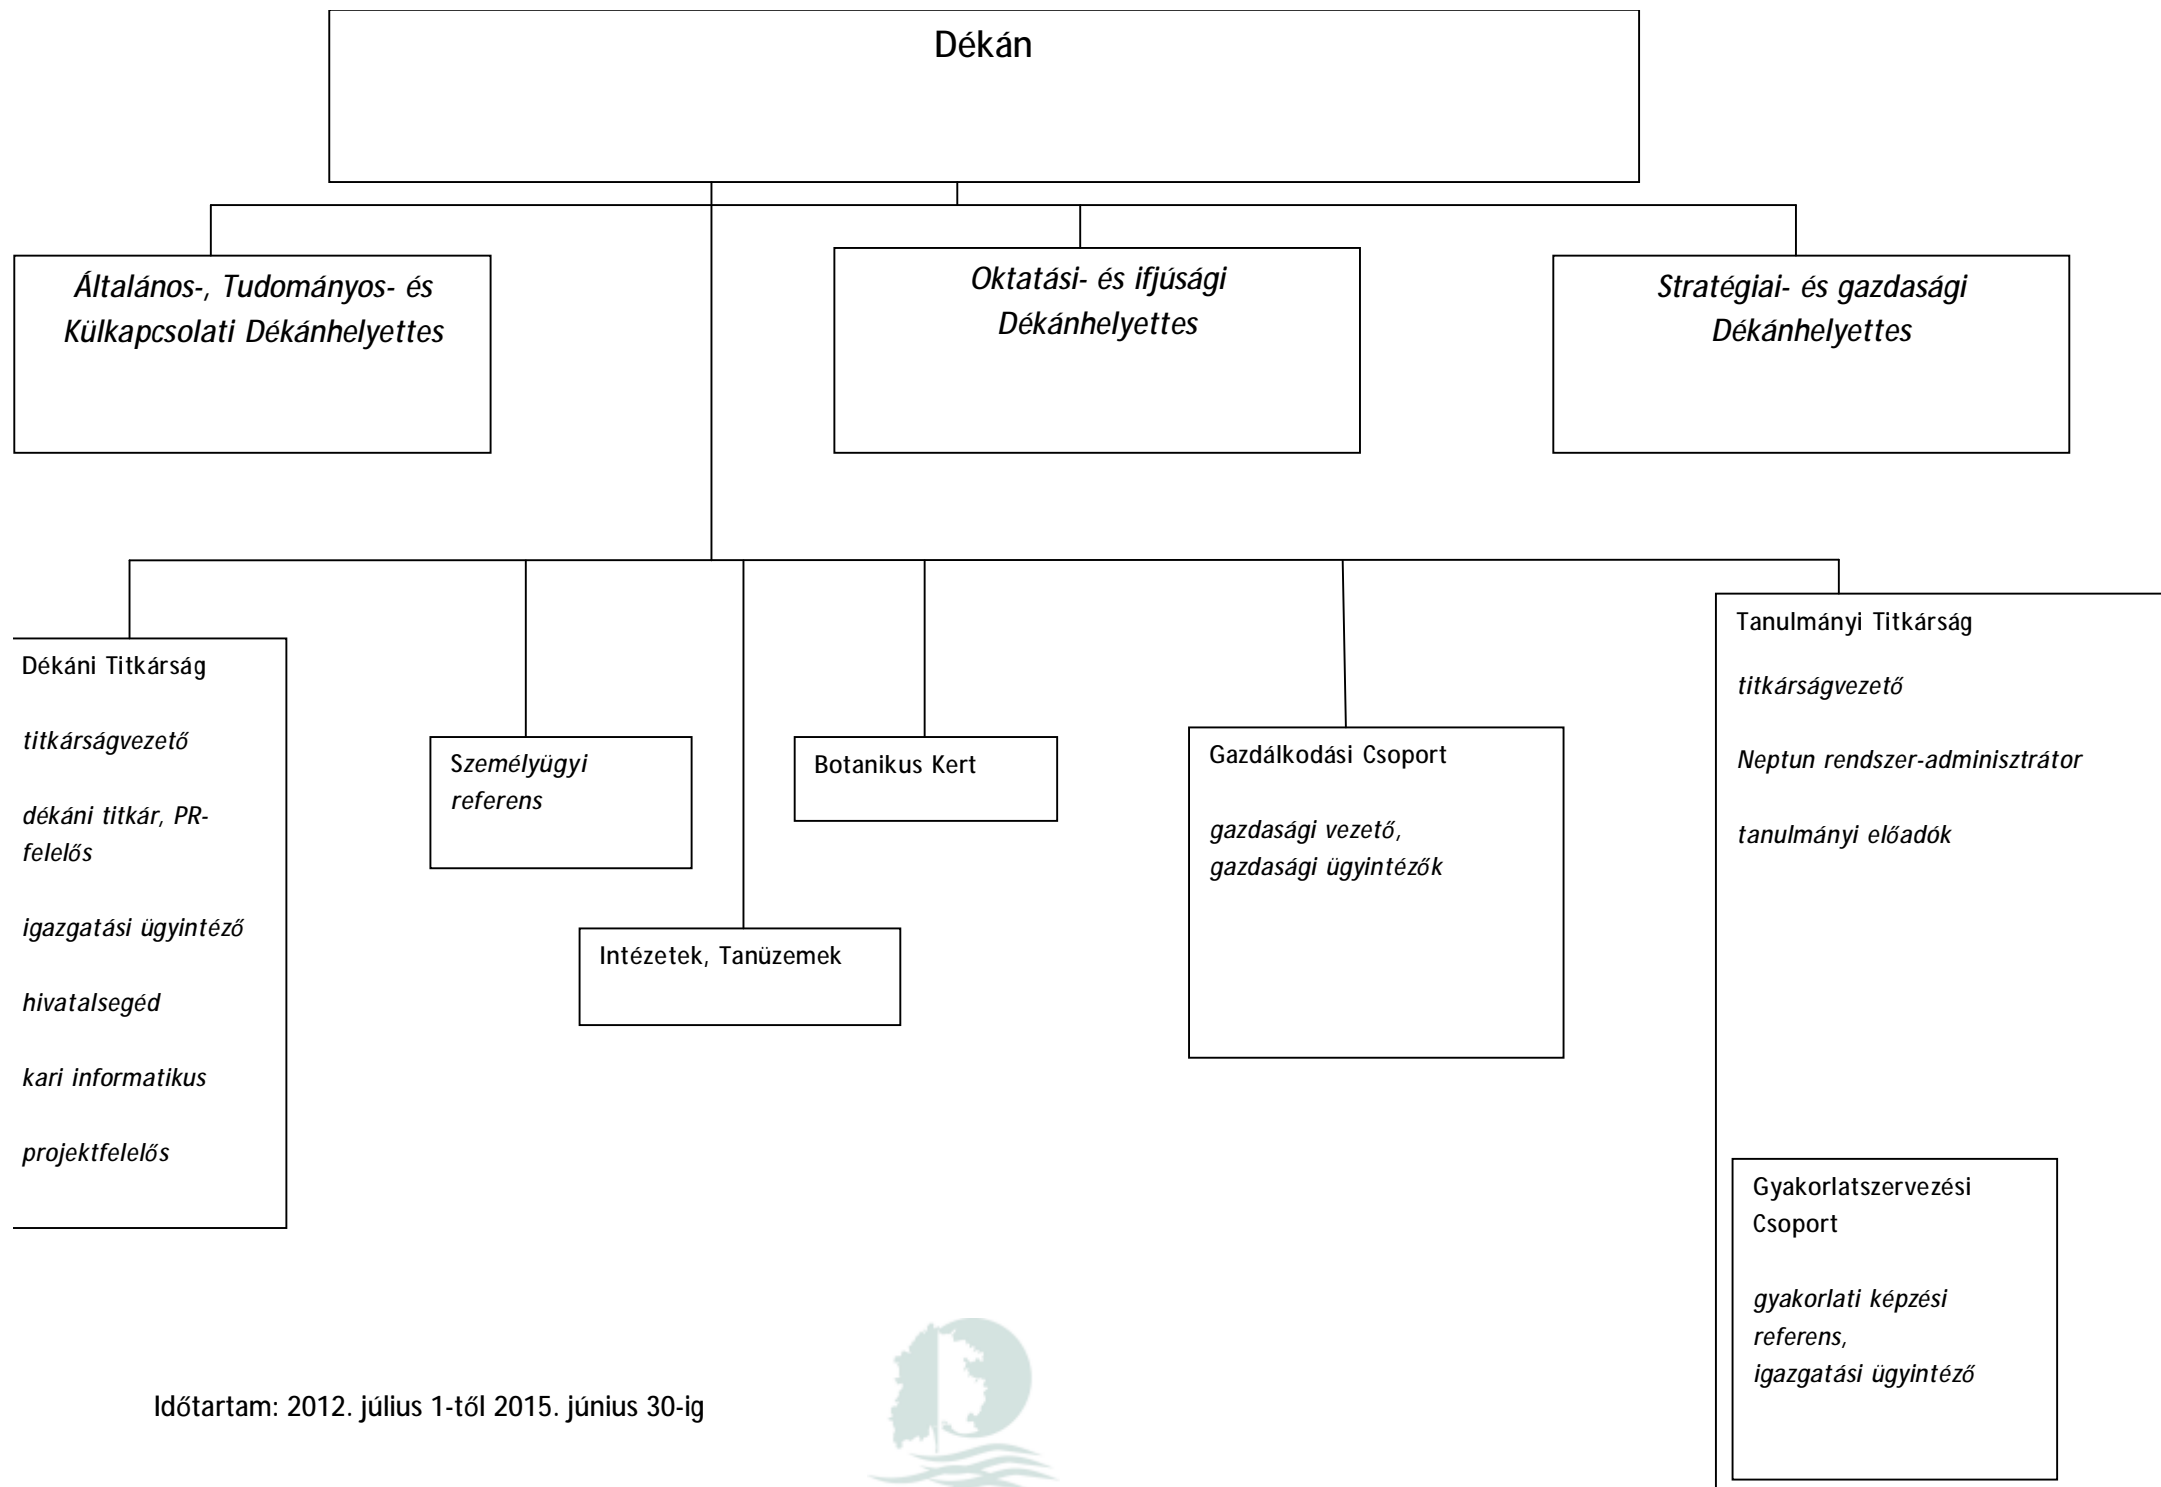 Dékán
Általános-, Tudományos- és
Külkapcsolati Dékánhelyettes
Oktatási- és ifjúsági
Dékánhelyettes
Stratégiai- és gazdasági
Dékánhelyettes
Dékáni Titkárság
titkárságvezető
dékáni titkár, PR-
felelős
igazgatási ügyintéző
hivatalsegéd
kari informatikus
projektfelelős
Személyügyi
referens
Intézetek, Tanüzemek
Botanikus Kert
Gazdálkodási Csoport
gazdasági vezető,
gazdasági ügyintézők
Tanulmányi Titkárság
titkárságvezető
Neptun rendszer-adminisztrátor
tanulmányi előadók
Gyakorlatszervezési
Csoport
gyakorlati képzési
referens,
igazgatási ügyintéző
Időtartam: 2012. július 1-től 2015. június 30-ig